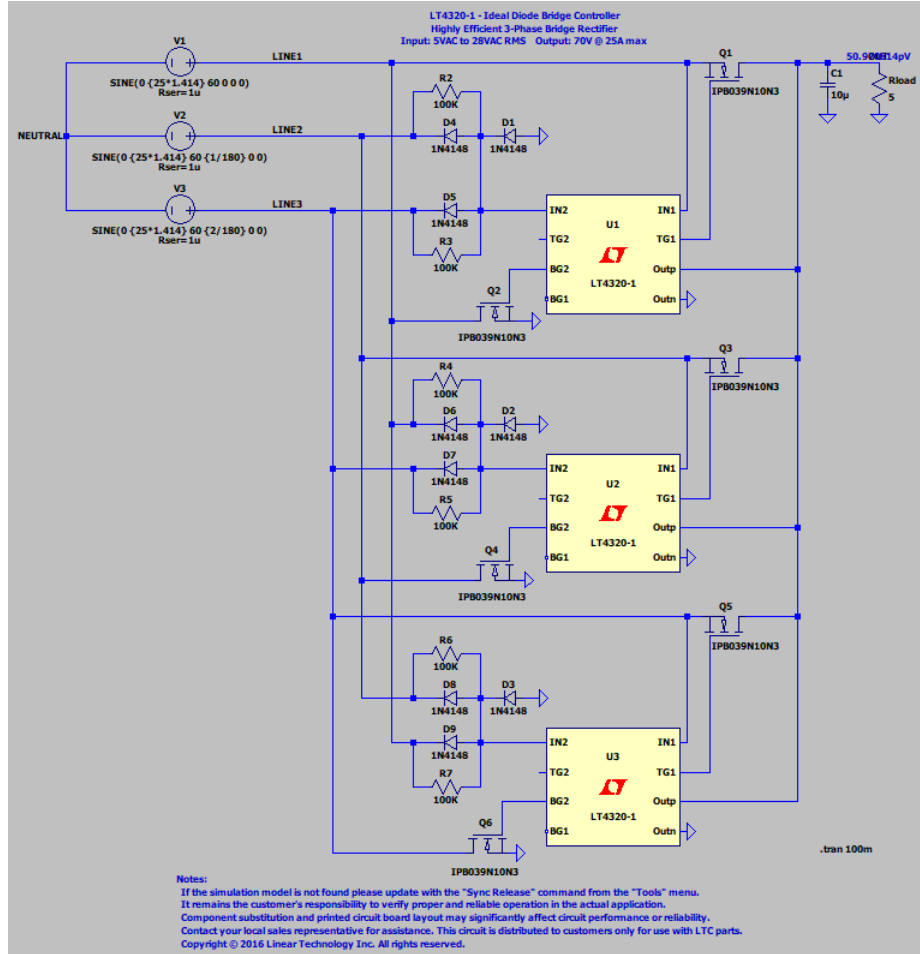 LT4320-1 - Ideal Diode Bridge Controller
Highly Efficient 3-Phase Bridge Rectifier
Input: 5VAC to 28VAC RMS Output: 70V @ 25A max
V1
LINE1
SINE(0 {25*1.414} 60 0 0 0)
Rser=1u
V2
NEUTRAL
LINE2
SINE(0 {25*1.414} 60 {1/180} 0 0)
Rser=1u
V3
LINE3
SINE(0 {25*1.414} 60 {2/180} 0 0)
Rser=1u
Q1
IPB039N10N3
C1
10µ
Rload
5
R2
100K
D4
1N4148
D1
1N4148
D5
1N4148
R3
100K
IN2
IN1
U1
TG2
TG1
BG2
Outp
LT4320-1
BG1
Outn
Q2
IPB039N10N3
Q3
IPB039N10N3
R4
100K
D6
1N4148
D2
1N4148
D7
1N4148
R5
100K
IN2
IN1
U2
TG2
TG1
BG2
Outp
LT4320-1
BG1
Outn
Q4
IPB039N10N3
Q5
IPB039N10N3
R6
100K
D8
1N4148
D3
1N4148
D9
1N4148
R7
100K
IN2
IN1
U3
TG2
TG1
BG2
Outp
LT4320-1
BG1
Outn
Q6
IPB039N10N3
.tran 100m
Notes:
If the simulation model is not found please update with the "Sync Release" command from the "Tools" menu.
It remains the customer's responsibility to verify proper and reliable operation in the actual application.
Component substitution and printed circuit board layout may significantly affect circuit performance or reliability.
Contact your local sales representative for assistance. This circuit is distributed to customers only for use with LTC parts.
Copyright © 2016 Linear Technology Inc. All rights reserved.